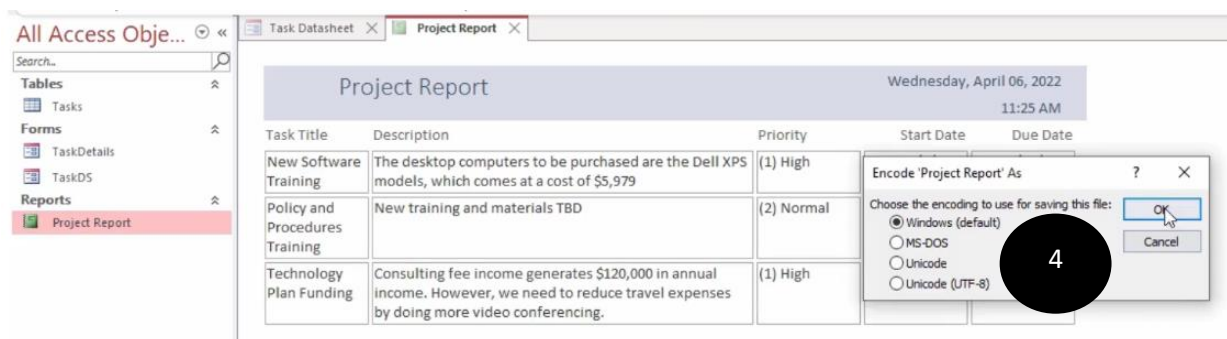 All Access Obje...
Search...
Tables
Tasks
Forms
TaskDetails
TaskDS
Reports
Project Report
Task Datasheet
Project Report
Project Report
Wednesday, April 06, 2022
11:25 AM
Task Title Description Priority Start Date Due Date
New Software The desktop computers to be purchased are the Dell XPS (1) High
Training models, which comes at a cost of $5,979
Policy and New training and materials TBD (2) Normal
Procedures
Training
Technology Consulting fee income generates $120,000 in annual (1) High
Plan Funding income. However, we need to reduce travel expenses
by doing more video conferencing.
Encode 'Project Report' As ?
Choose the encoding to use for saving this file:
Windows (default)
MS-DOS
Unicode
Unicode (UTF-8)
OK
Cancel
4